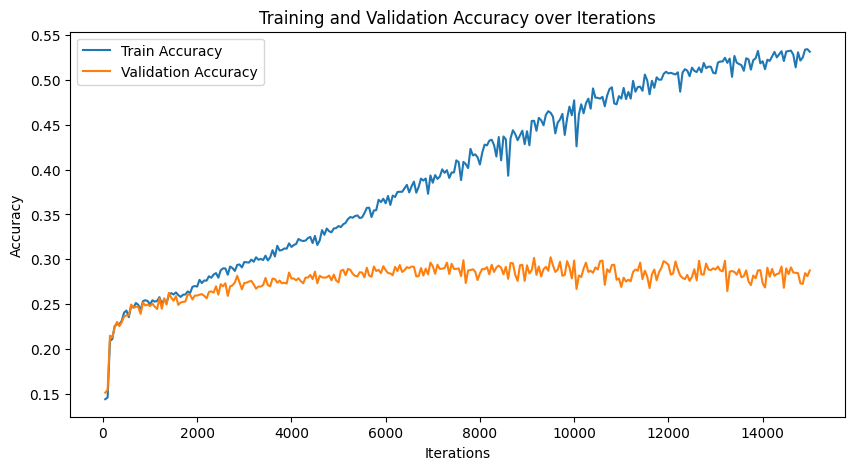 Training and Validation Accuracy over Iterations
Train Accuracy
Validation Accuracy
Accuracy
0.55
0.50
0.45
0.40
0.35
0.30
0.25
0.20
0.15
0 2000 4000 6000 8000 10000 12000 14000
Iterations